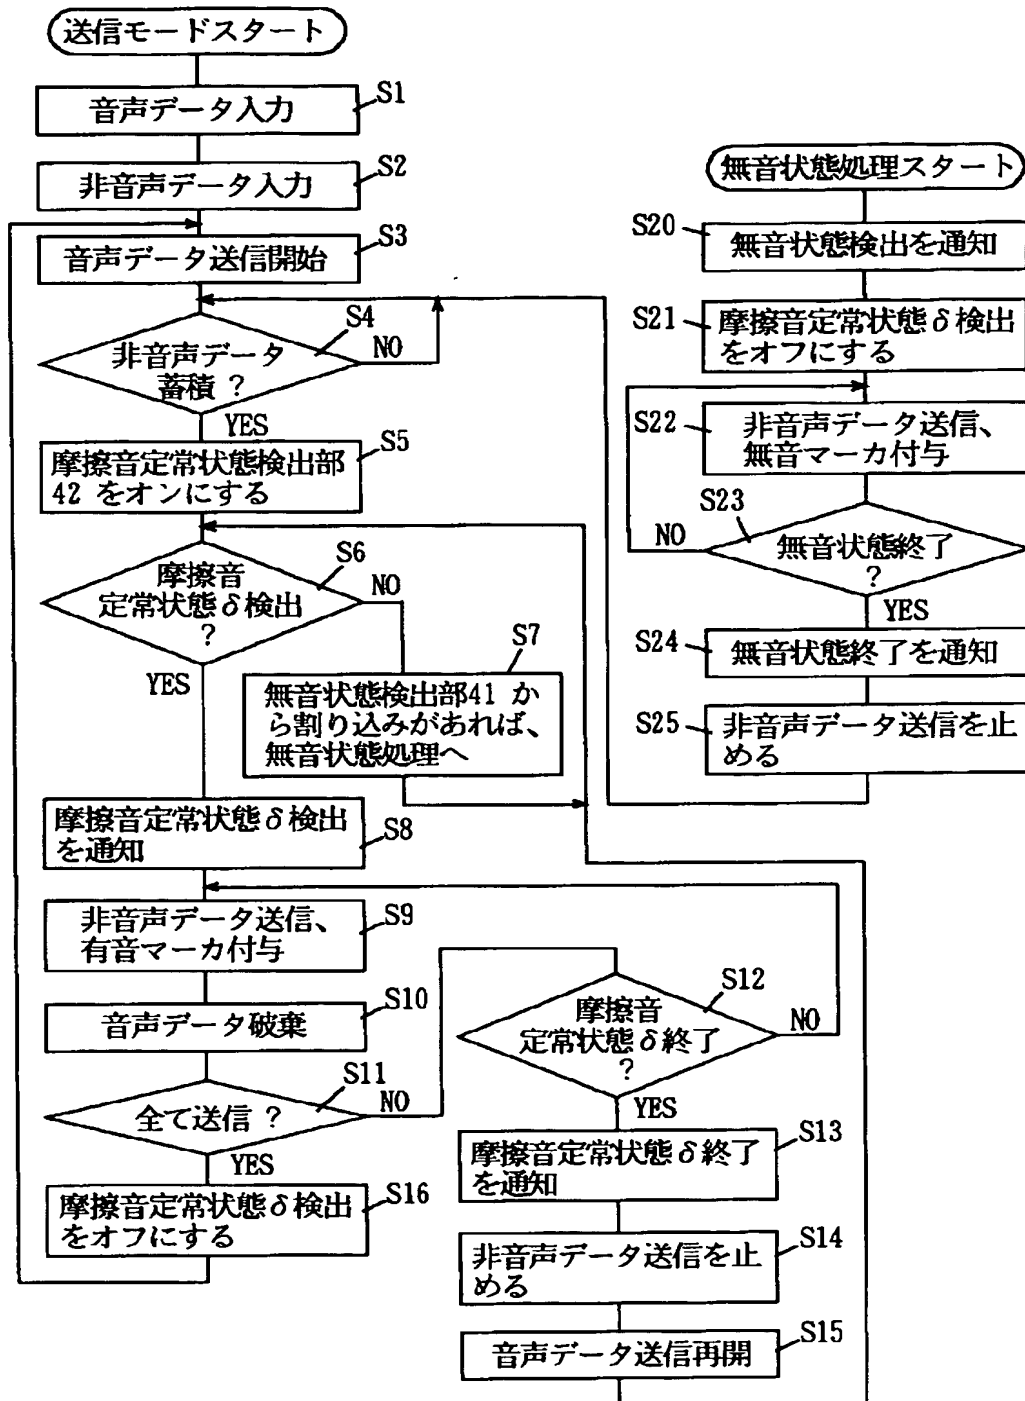 送信モードスタート
音声データ入力
S1
非音声データ入力
S2
音声データ送信開始
S3
非音声データ
蓄積？
S4
NO
YES
摩擦音定常状態検出部
42 をオンにする
S5
摩擦音
定常状態δ検出
？
S6
NO
YES
無音状態検出部41 か
ら割り込みがあれば、
無音状態処理へ
S7
摩擦音定常状態δ検出
を通知
S8
非音声データ送信、
有音マーカ付与
S9
音声データ破棄
S10
全て送信？
S11
NO
YES
摩擦音定常状態δ検出
をオフにする
S16
摩擦音
定常状態δ終了
？
S12
NO
YES
摩擦音定常状態δ終了
を通知
S13
非音声データ送信を止
める
S14
音声データ送信再開
S15
無音状態処理スタート
S20
無音状態検出を通知
S21
摩擦音定常状態δ検出
をオフにする
S22
非音声データ送信、
無音マーカ付与
S23
無音状態終了
？
NO
YES
S24
無音状態終了を通知
S25
非音声データ送信を止
める